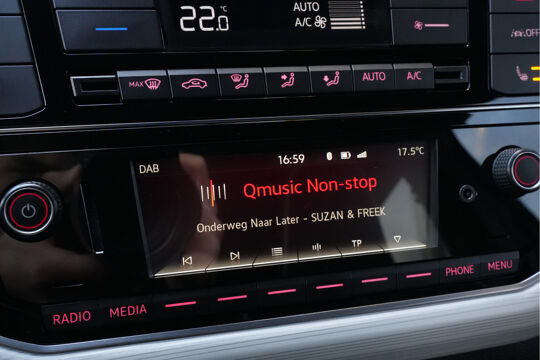 22.0
AUTO
A/C
OFF
MAX
AUTO
A/C
DAB
16:59
17.5°C
Qmusic Non-stop
Onderweg Naar Later - SUZAN & FREEK
TP
RADIO
MEDIA
PHONE
MENU